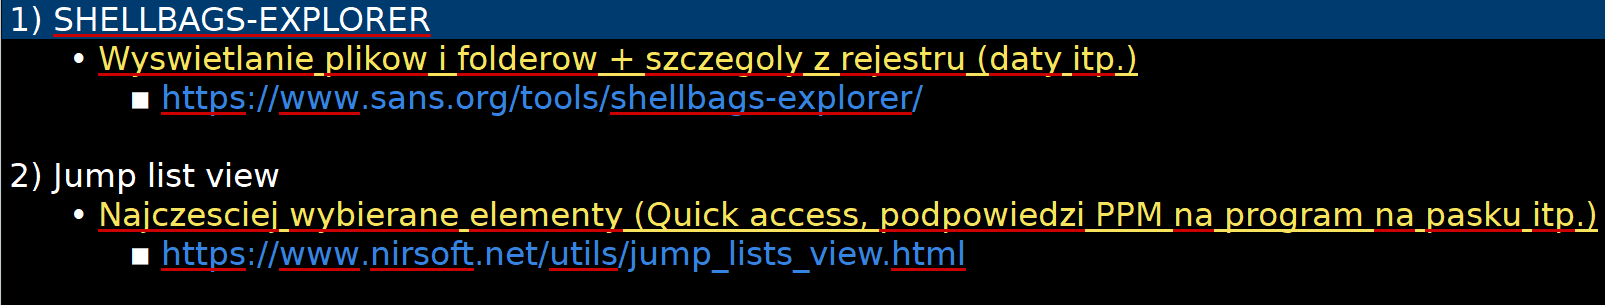 1) SHELLBAGS-EXPLORER
• Wyswietlanie plikow i folderow + szczegoly z rejestru (daty itp.)
▪ https://www.sans.org/tools/shellbags-explorer/
2) Jump list view
• Najczesciej wybierane elementy (Quick access, podpowiedzi PPM na program na pasku itp.)
▪ https://www.nirsoft.net/utils/jump_lists_view.html